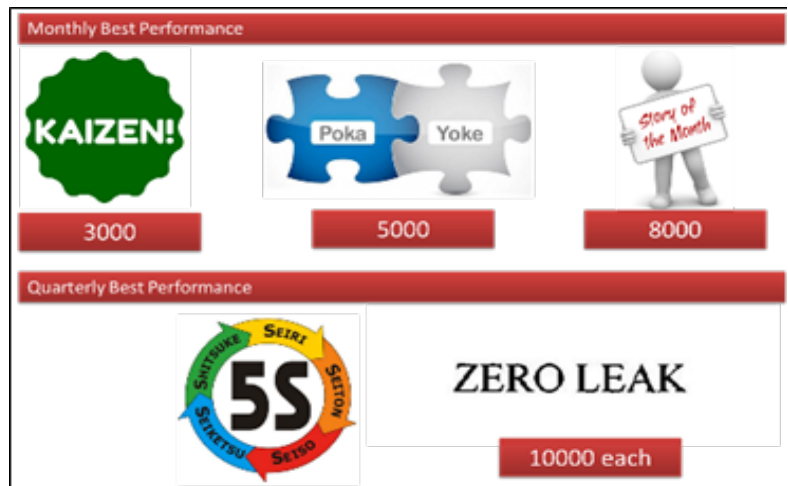 Monthly Best Performance
KAIZEN!
Poka Yoke
Story of
the Month
3000
5000
8000
Quarterly Best Performance
5S
SEIRI
SEITON
SEISO
SEIKETSU
SHITSUKE
ZERO LEAK
10000 each